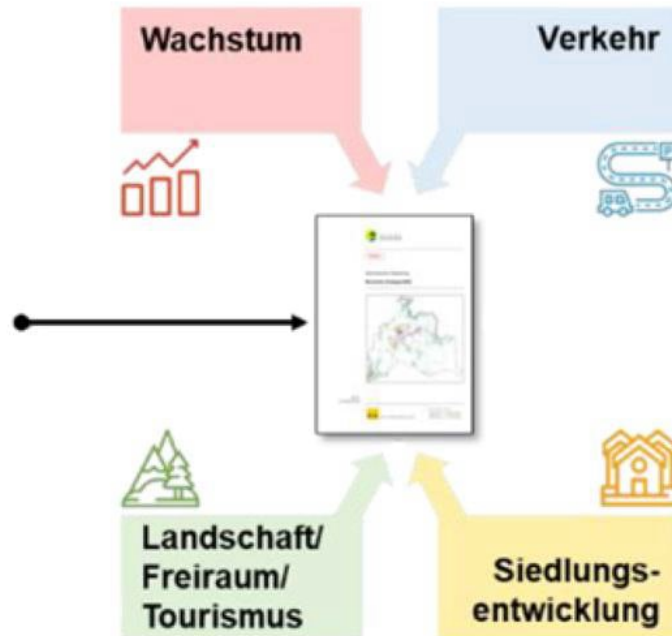 Wachstum
Verkehr
Landschaft/
Freiraum/
Tourismus
Siedlungs-
entwicklung